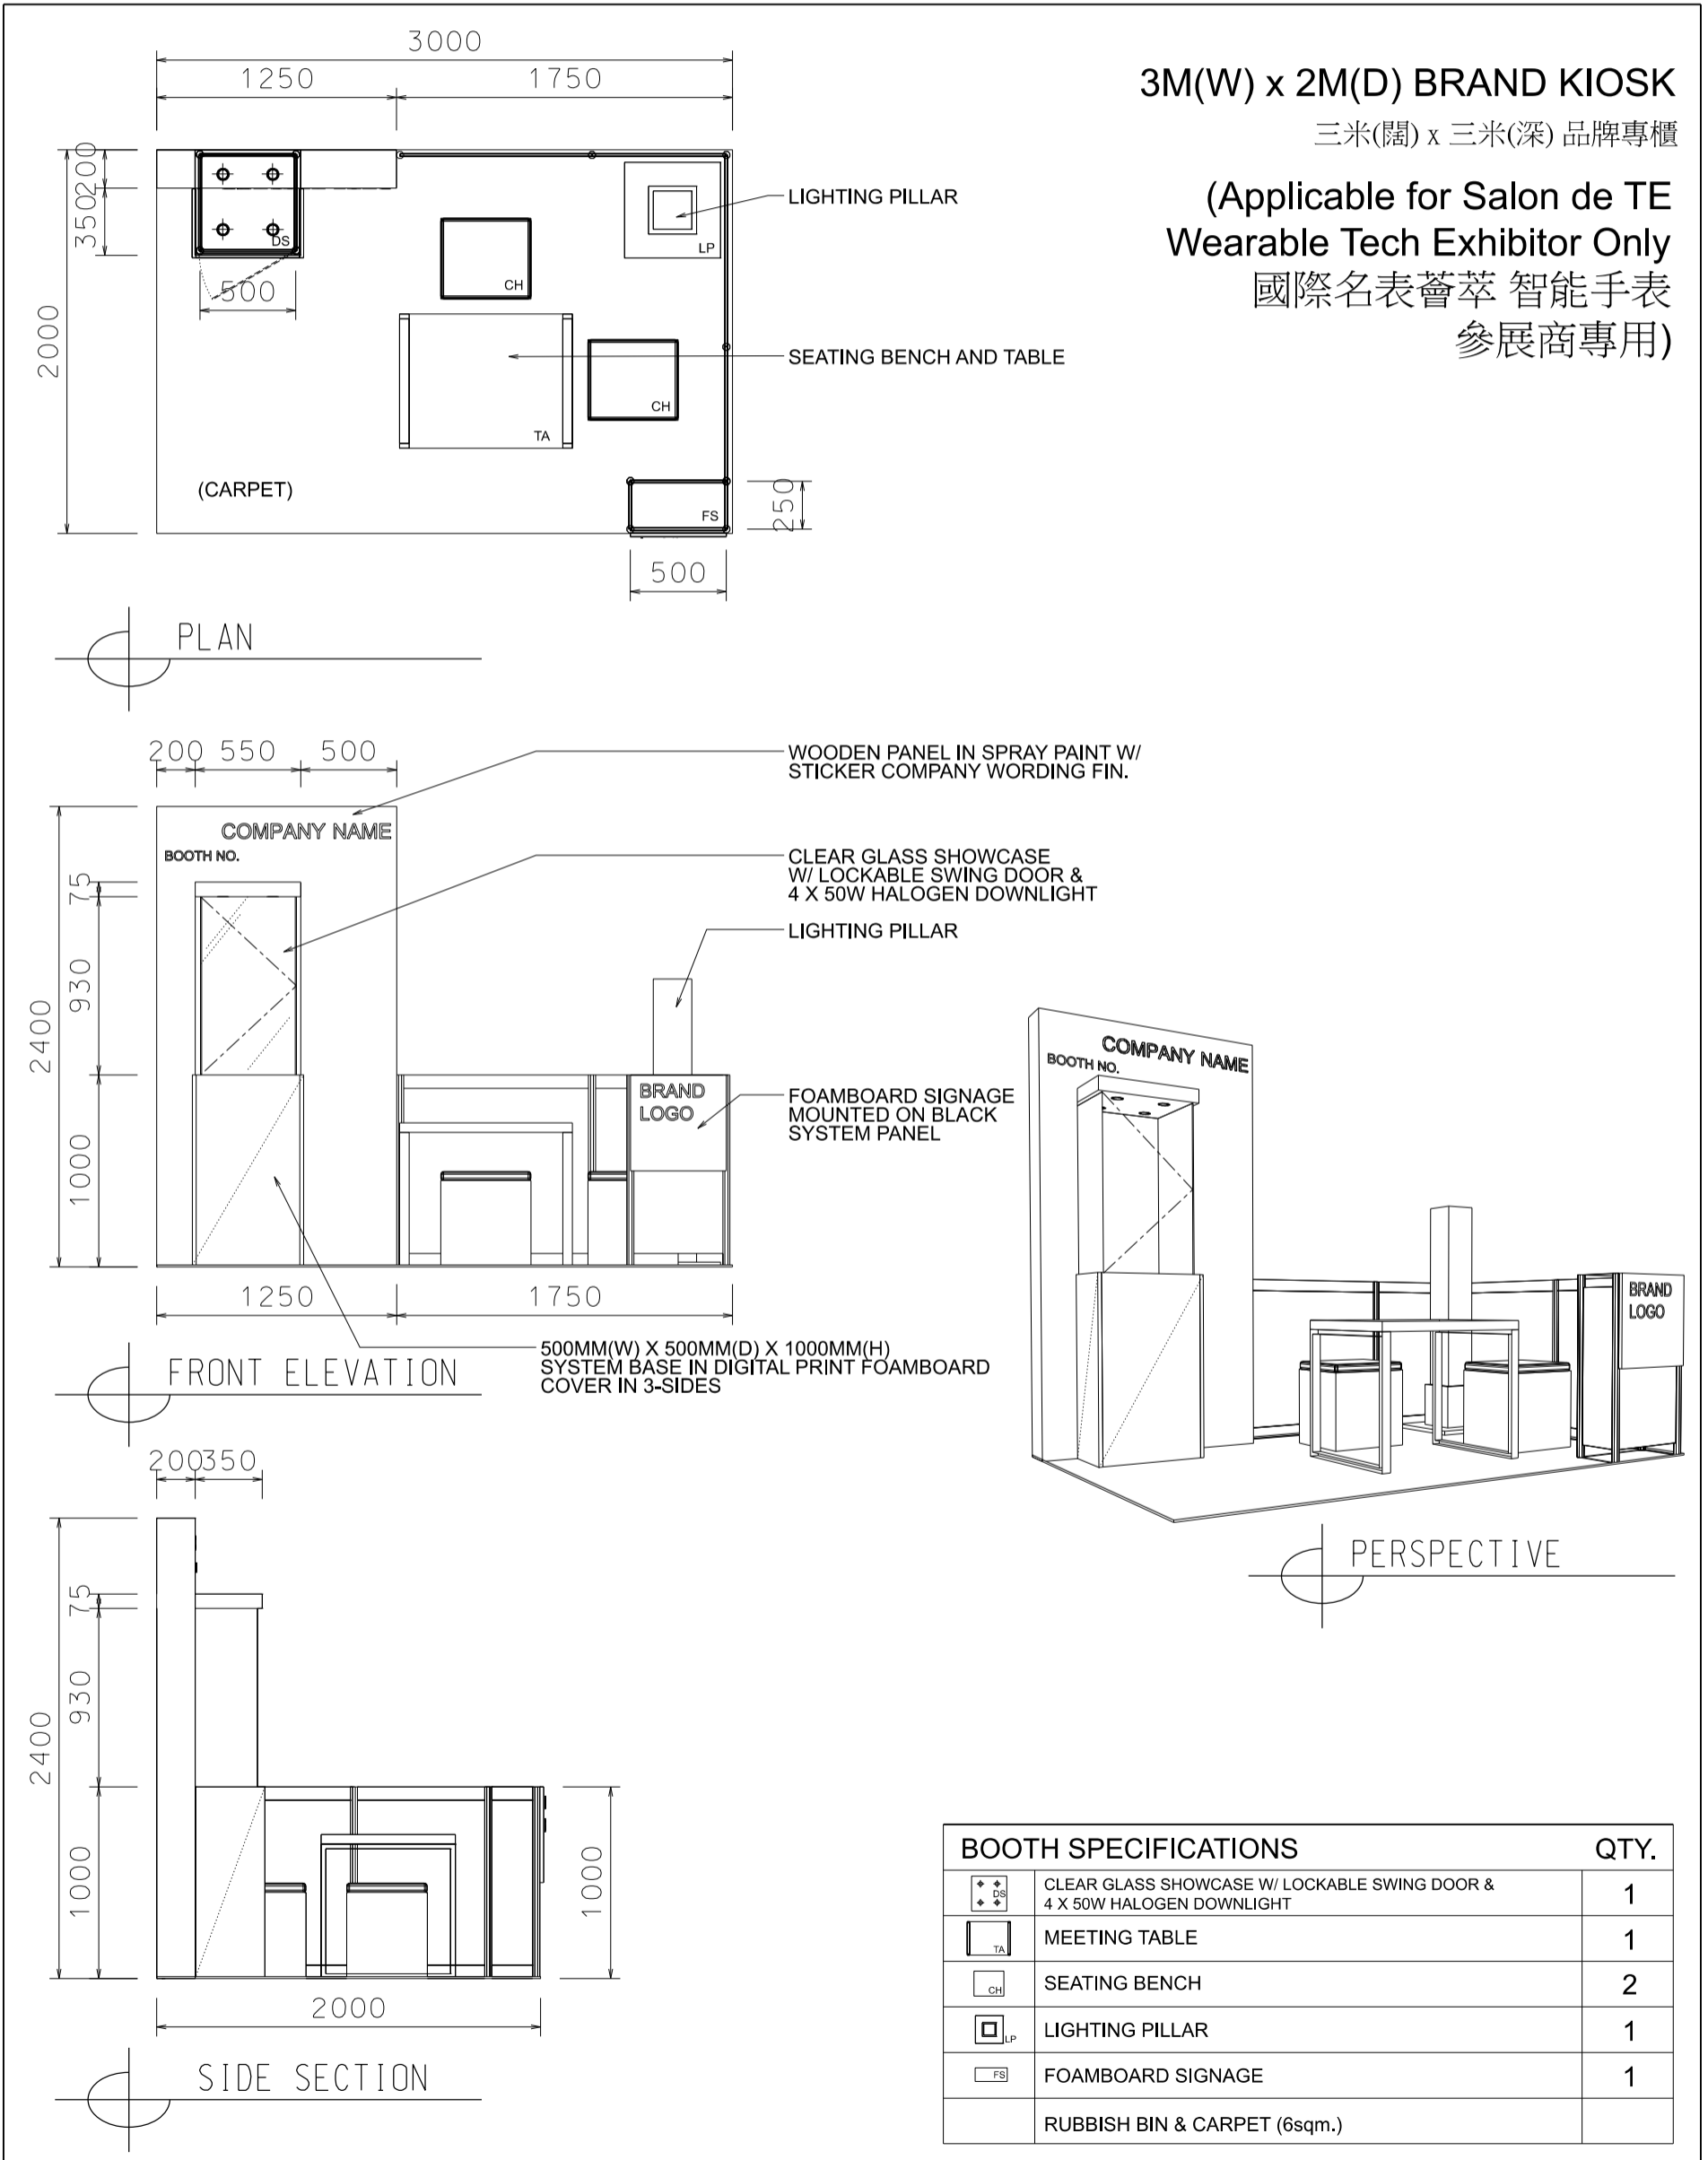 3M(W) x 2M(D) BRAND KIOSK
三米(闊) x 三米(深) 品牌專櫃
(Applicable for Salon de TE
Wearable Tech Exhibitor Only
國際名表薈萃 智能手表
參展商專用)
3000
1250 1750
200
350
2000
500
DS
CH
CH
TA
LP
FS
(CARPET)
250
500
LIGHTING PILLAR
SEATING BENCH AND TABLE
PLAN
200 550 500
WOODEN PANEL IN SPRAY PAINT W/
STICKER COMPANY WORDING FIN.
COMPANY NAME
BOOTH NO.
CLEAR GLASS SHOWCASE
W/ LOCKABLE SWING DOOR &
4 X 50W HALOGEN DOWNLIGHT
LIGHTING PILLAR
75
930
2400
1000
BRAND
LOGO
FOAMBOARD SIGNAGE
MOUNTED ON BLACK
SYSTEM PANEL
1250 1750
500MM(W) X 500MM(D) X 1000MM(H)
SYSTEM BASE IN DIGITAL PRINT FOAMBOARD
COVER IN 3-SIDES
FRONT ELEVATION
COMPANY NAME
BOOTH NO.
BRAND
LOGO
PERSPECTIVE
200 350
75
930
2400
1000
1000
2000
SIDE SECTION
BOOTH SPECIFICATIONS QTY.
DS CLEAR GLASS SHOWCASE W/ LOCKABLE SWING DOOR &
4 X 50W HALOGEN DOWNLIGHT 1
TA MEETING TABLE 1
CH SEATING BENCH 2
LP LIGHTING PILLAR 1
FS FOAMBOARD SIGNAGE 1
RUBBISH BIN & CARPET (6sqm.)